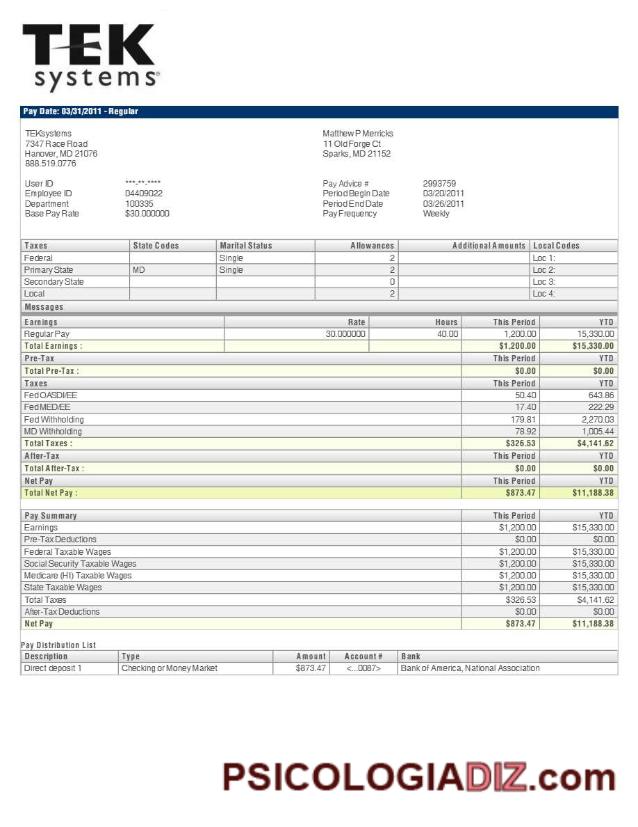 TEK
systems
Pay Date: 03/31/2011 - Regular
TEKsystems
7347 Race Road
Hanover, MD 21076
888.519.0776
Matthew P Merricks
11 Old Forge Ct
Sparks, MD 21152
User ID ***-**-****
Employee ID 04409022
Department 100335
Base Pay Rate $30.000000
Pay Advice # 2993759
Period Begin Date 03/20/2011
Period End Date 03/26/2011
Pay Frequency Weekly
Taxes State Codes Marital Status Allowances Additional Amounts Local Codes
Federal Single 2 Loc 1:
Primary State MD Single 2 Loc 2:
Secondary State 0 Loc 3:
Local 2 Loc 4:
Messages
Earnings Rate Hours This Period YTD
Regular Pay 30.000000 40.00 1,200.00 15,330.00
Total Earnings : $1,200.00 $15,330.00
Pre-Tax This Period YTD
Total Pre-Tax : $0.00 $0.00
Taxes This Period YTD
Fed OASDI/EE 50.40 643.86
Fed MED/EE 17.40 222.29
Fed Withholding 179.81 2,270.03
MD Withholding 78.92 1,005.44
Total Taxes : $326.53 $4,141.62
After-Tax This Period YTD
Total After-Tax : $0.00 $0.00
Net Pay This Period YTD
Total Net Pay : $873.47 $11,188.38
Pay Summary This Period YTD
Earnings $1,200.00 $15,330.00
Pre-Tax Deductions $0.00 $0.00
Federal Taxable Wages $1,200.00 $15,330.00
Social Security Taxable Wages $1,200.00 $15,330.00
Medicare (HI) Taxable Wages $1,200.00 $15,330.00
State Taxable Wages $1,200.00 $15,330.00
Total Taxes $326.53 $4,141.62
After-Tax Deductions $0.00 $0.00
Net Pay $873.47 $11,188.38
Pay Distribution List
Description Type Amount Account # Bank
Direct deposit 1 Checking or Money Market $873.47 <...0087> Bank of America, National Association
PSICOLOGIADIZ.com